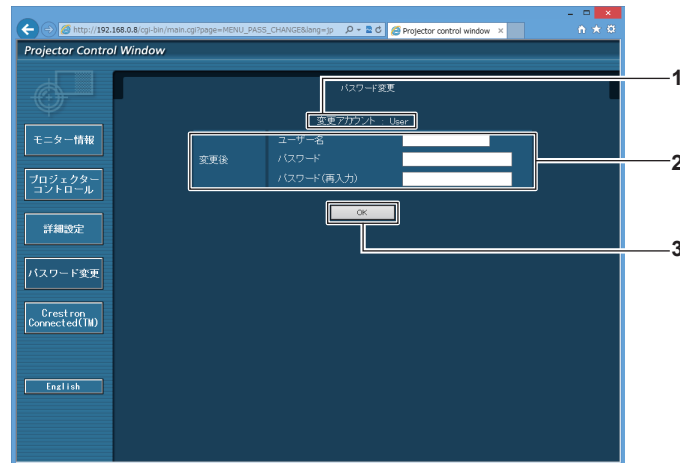 http://192.168.0.8/cgi-bin/main.cgi?page=MENU_PASS_CHANGE&lang=jp
Projector control window
Projector Control Window
パスワード変更
1
変更アカウント : User
モニター情報
ユーザー名
変更後
パスワード
2
パスワード(再入力)
プロジェクター
コントロール
OK
詳細設定
3
パスワード変更
Crestron
Connected(TM)
English